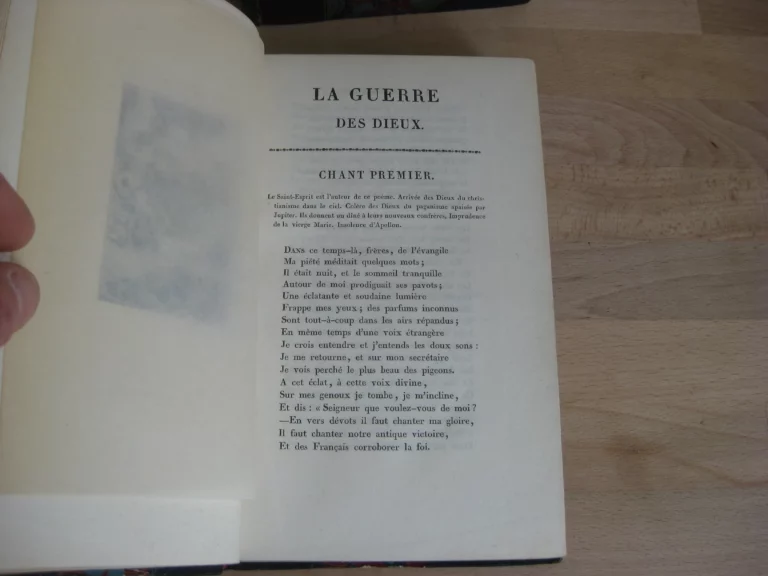 LA GUERRE
DES DIEUX.
CHANT PREMIER.
Le Saint-Esprit est l'auteur de ce poème. Arrivée des Dieux du chris-
tianisme dans le ciel. Colère des Dieux du paganisme apaisée par
Jupiter. Ils donnent un dîné à leurs nouveaux confrères. Imprudence
de la vierge Marie. Insolence d'Apollon.
DANS ce temps-là, frères, de l'évangile
Ma piété méditait quelques mots ;
Il était nuit, et le sommeil tranquille
Autour de moi prodiguait ses pavots ;
Une éclatante et soudaine lumière
Frappe mes yeux ; des parfums inconnus
Sont tout-à-coup dans les airs répandus ;
En même temps d'une voix étrangère
Je crois entendre et j'entends les doux sons :
Je me retourne, et sur mon secrétaire
Je vois perché le plus beau des pigeons.
A cet éclat, à cette voix divine,
Sur mes genoux je tombe, je m'incline,
Et dis : « Seigneur que voulez-vous de moi ?
—En vers dévots il faut chanter ma gloire,
Il faut chanter notre antique victoire,
Et des Français corroborer la foi.